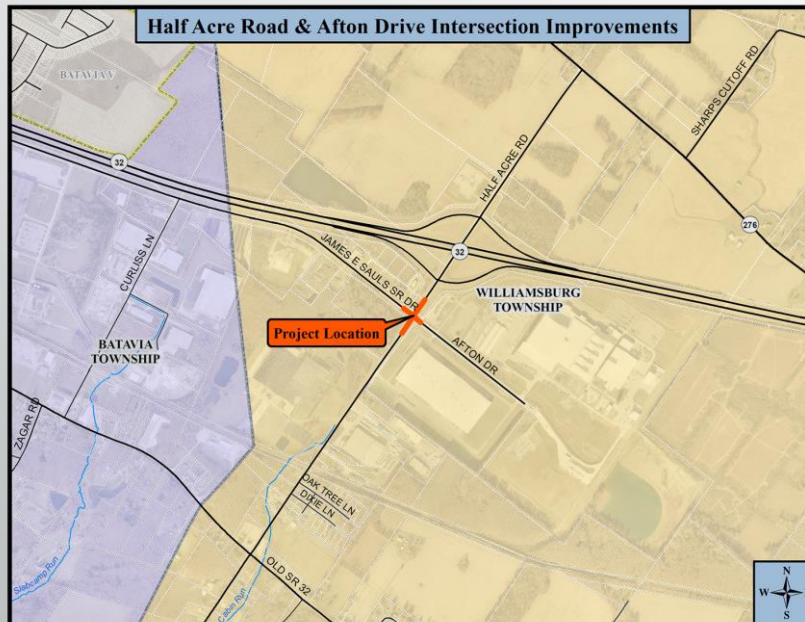 Half Acre Road & Afton Drive Intersection Improvements
BATAVIA V
SHARPS CUTOFF RD
32
HALF ACRE RD
276
CURLISS LN
JAMES E SAULS SR DR
32
WILLIAMSBURG
TOWNSHIP
Project Location
BATAVIA
TOWNSHIP
AFTON DR
ZAGAR RD
OAK TREE LN
DIXIE LN
Slabcamp Run
OLD SR 32
Cabin Run
N
W
E
S